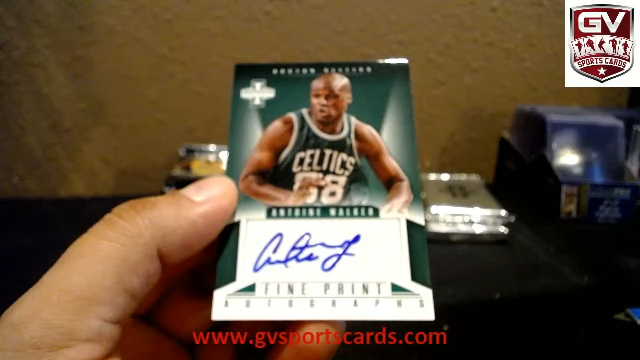 GV
SPORTS CARDS
BOSTON CELTICS
CELTICS
88
ANTOINE WALKER
FINE PRINT
AUTOGRAPHS
www.gvsportscards.com